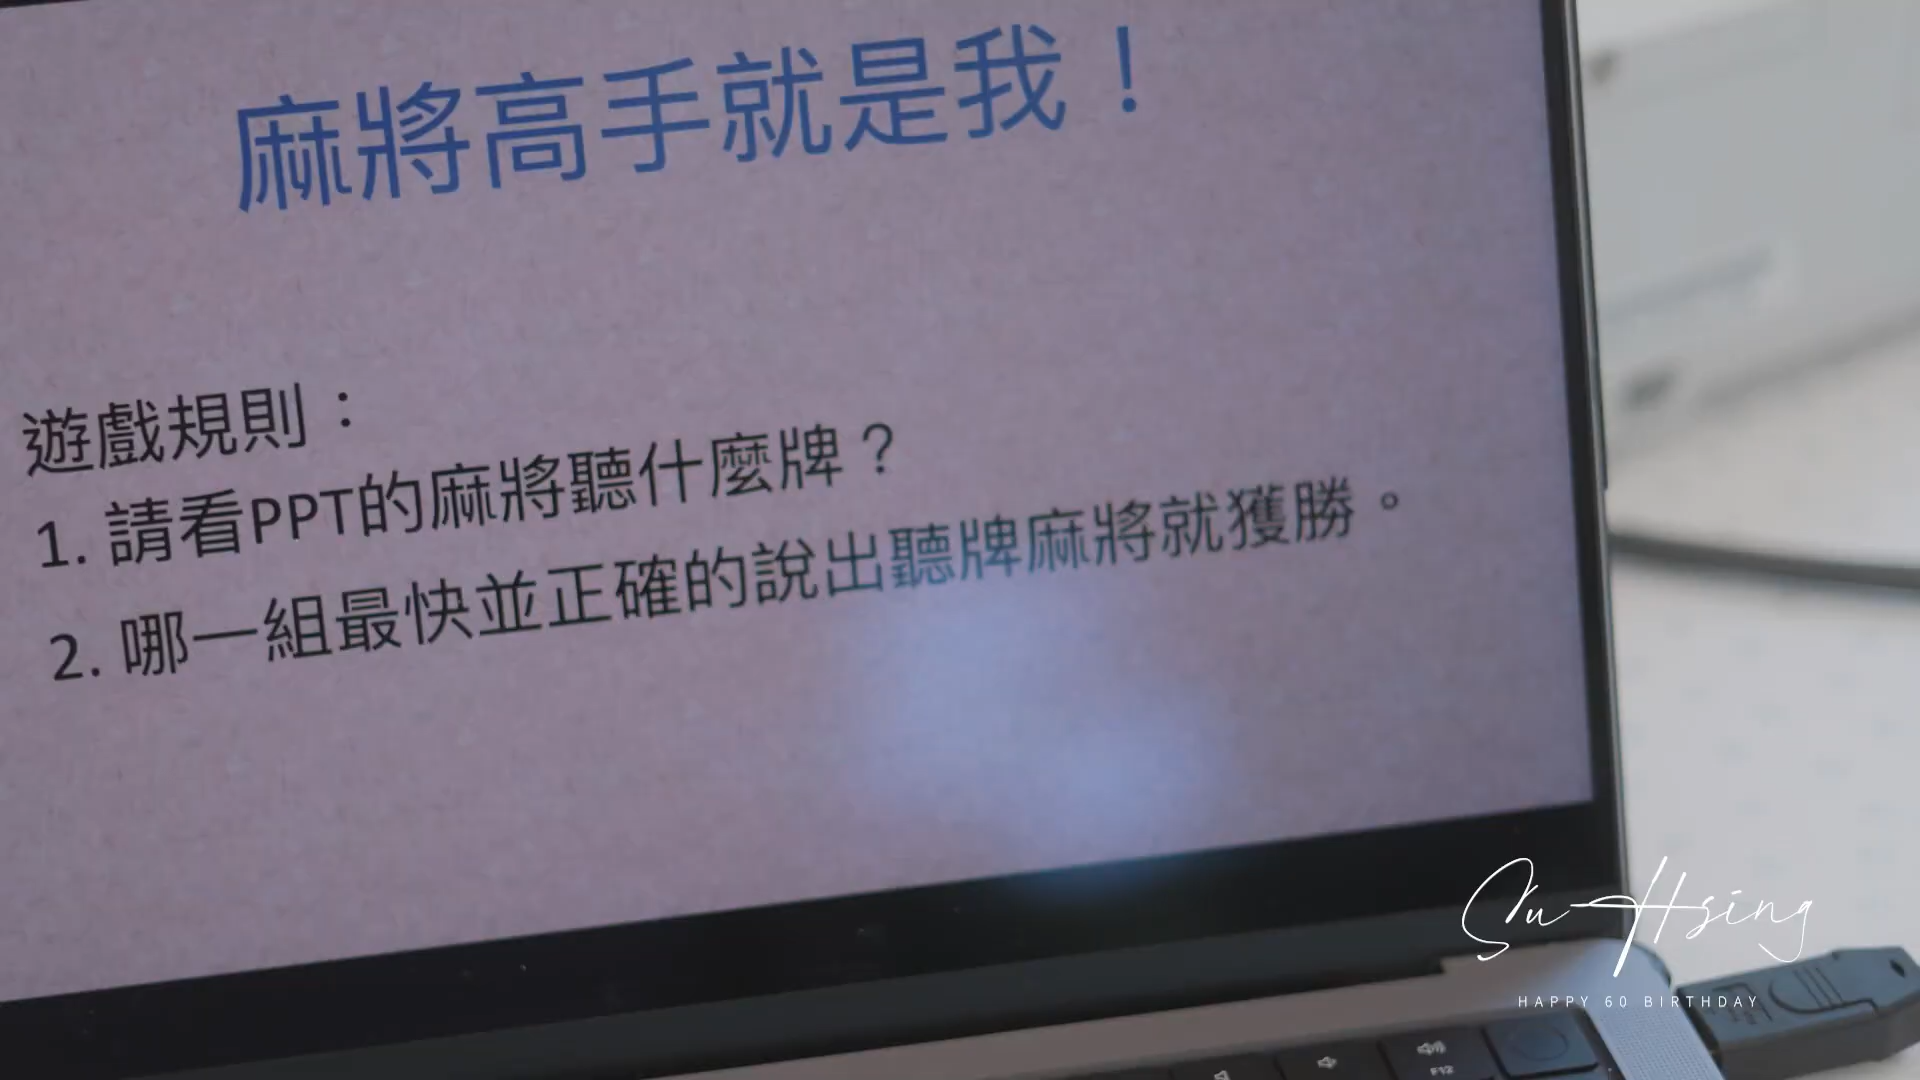 麻將高手就是我！
遊戲規則：
1. 請看PPT的麻將聽什麼牌？
2. 哪一組最快並正確的說出聽牌麻將就獲勝。
Su-Hsing
HAPPY 60 BIRTHDAY
F12